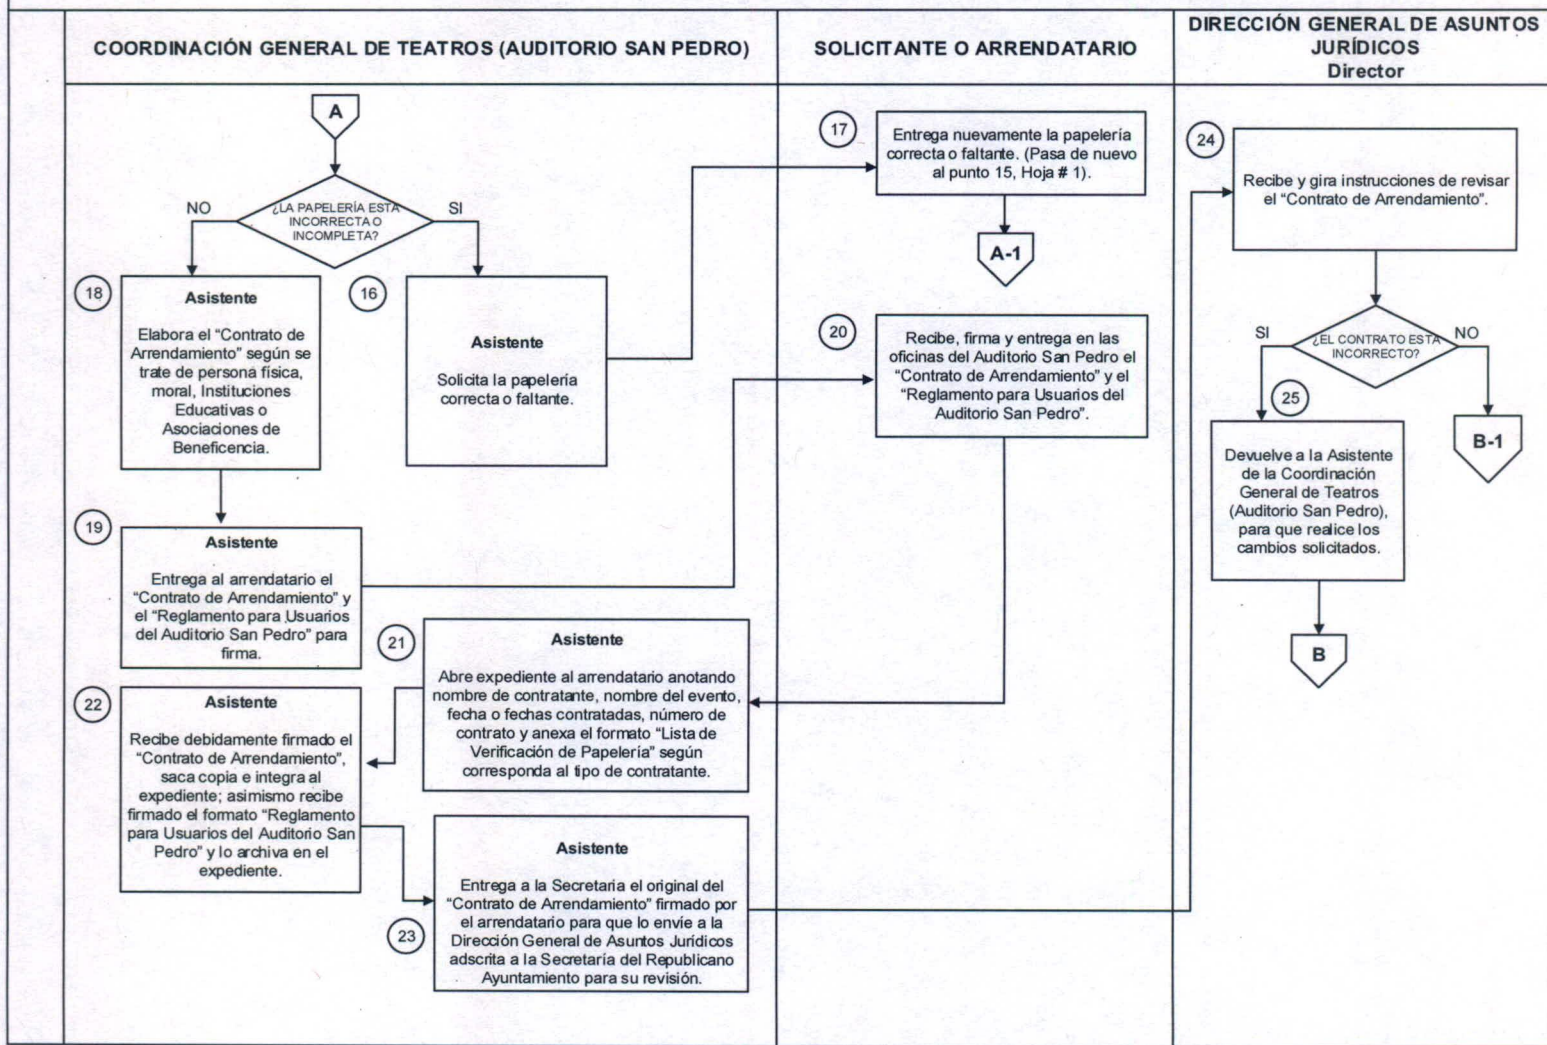 COORDINACIÓN GENERAL DE TEATROS (AUDITORIO SAN PEDRO)
SOLICITANTE O ARRENDATARIO
DIRECCIÓN GENERAL DE ASUNTOS
JURÍDICOS
Director
A
¿LA PAPELERÍA ESTÁ
INCORRECTA O
INCOMPLETA?
NO
SI
18
Asistente
Elabora el “Contrato de
Arrendamiento” según se
trate de persona física,
moral, Instituciones
Educativas o
Asociaciones de
Beneficencia.
16
Asistente
Solicita la papelería
correcta o faltante.
19
Asistente
Entrega al arrendatario el
“Contrato de Arrendamiento” y
el “Reglamento para Usuarios
del Auditorio San Pedro” para
firma.
21
Asistente
Abre expediente al arrendatario anotando
nombre de contratante, nombre del evento,
fecha o fechas contratadas, número de
contrato y anexa el formato “Lista de
Verificación de Papelería” según
corresponda al tipo de contratante.
22
Asistente
Recibe debidamente firmado el
“Contrato de Arrendamiento”,
saca copia e integra al
expediente; asimismo recibe
firmado el formato “Reglamento
para Usuarios del Auditorio San
Pedro” y lo archiva en el
expediente.
23
Asistente
Entrega a la Secretaria el original del
“Contrato de Arrendamiento” firmado por
el arrendatario para que lo envíe a la
Dirección General de Asuntos Jurídicos
adscrita a la Secretaría del Republicano
Ayuntamiento para su revisión.
17
Entrega nuevamente la papelería
correcta o faltante. (Pasa de nuevo
al punto 15, Hoja # 1).
A-1
20
Recibe, firma y entrega en las
oficinas del Auditorio San Pedro el
“Contrato de Arrendamiento” y el
“Reglamento para Usuarios del
Auditorio San Pedro”.
24
Recibe y gira instrucciones de revisar
el “Contrato de Arrendamiento”.
¿EL CONTRATO ESTÁ
INCORRECTO?
SI
NO
25
Devuelve a la Asistente
de la Coordinación
General de Teatros
(Auditorio San Pedro),
para que realice los
cambios solicitados.
B-1
B